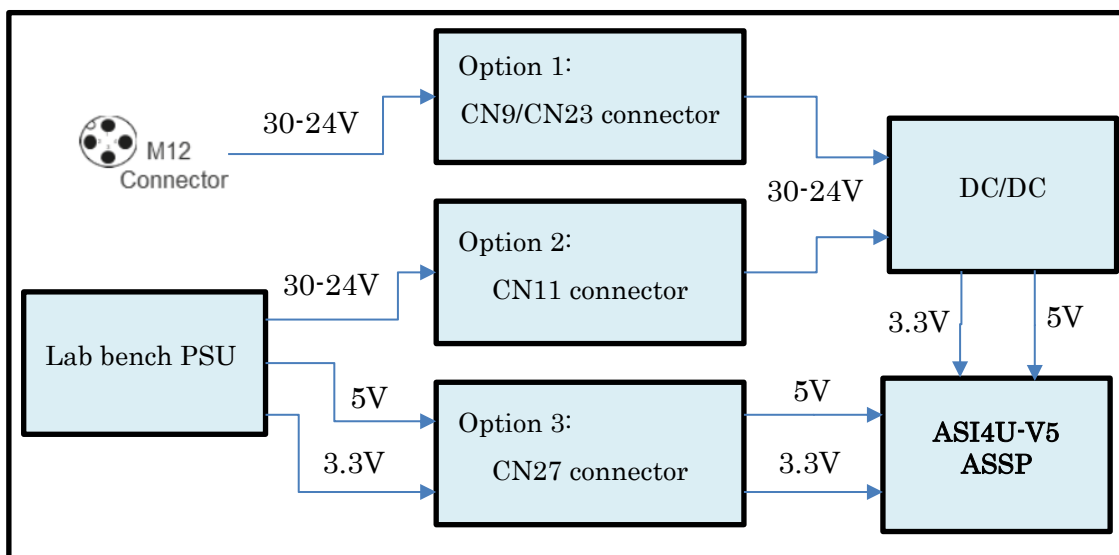 Option 1:
CN9/CN23 connector
30-24V
M12
Connector
30-24V
DC/DC
Option 2:
CN11 connector
30-24V
Lab bench PSU
3.3V
5V
5V
3.3V
Option 3:
CN27 connector
5V
3.3V
ASI4U-V5
ASSP